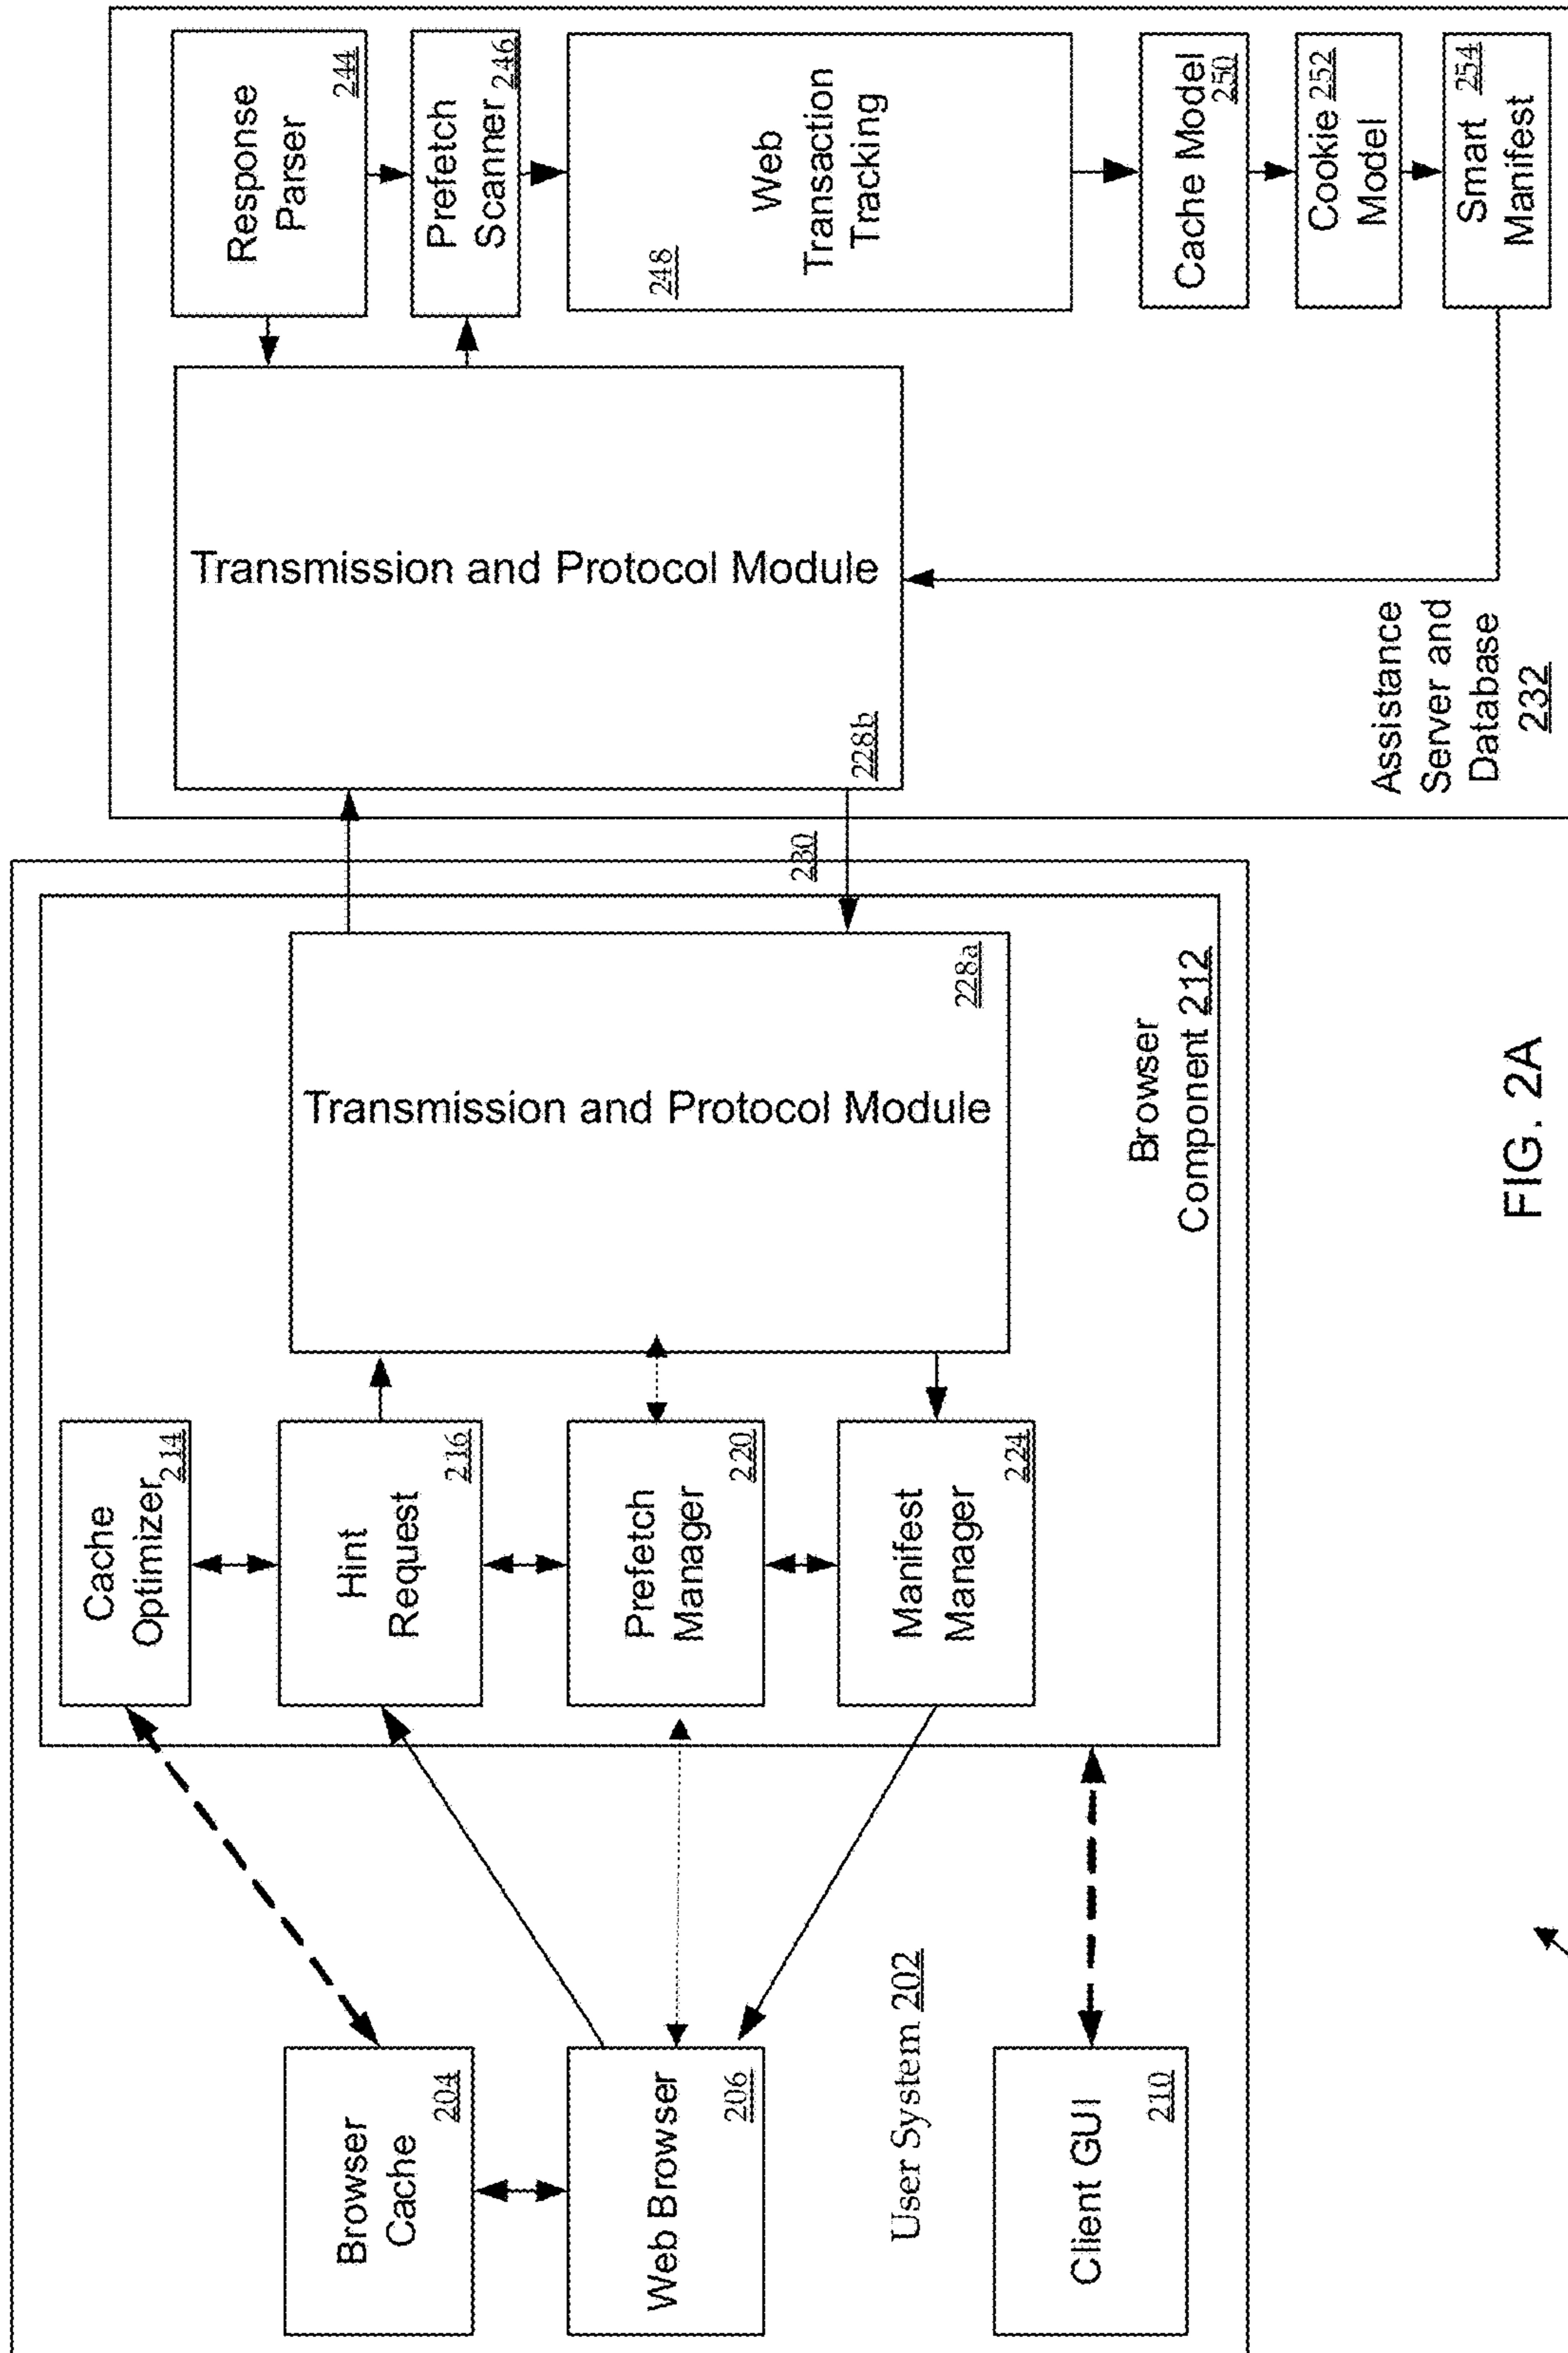 Browser
Cache
204
Web Browser
206
User System 202
Client GUI
210
Cache
Optimizer
214
Hint
Request
216
Prefetch
Manager
220
Manifest
Manager
224
Transmission and Protocol Module
228a
Browser
Component 212
230
Transmission and Protocol Module
228b
Response
Parser
244
Prefetch
Scanner
246
248
Web
Transaction
Tracking
Cache Model
250
Cookie 252
Model
Smart 254
Manifest
Assistance
Server and
Database
232
FIG. 2A